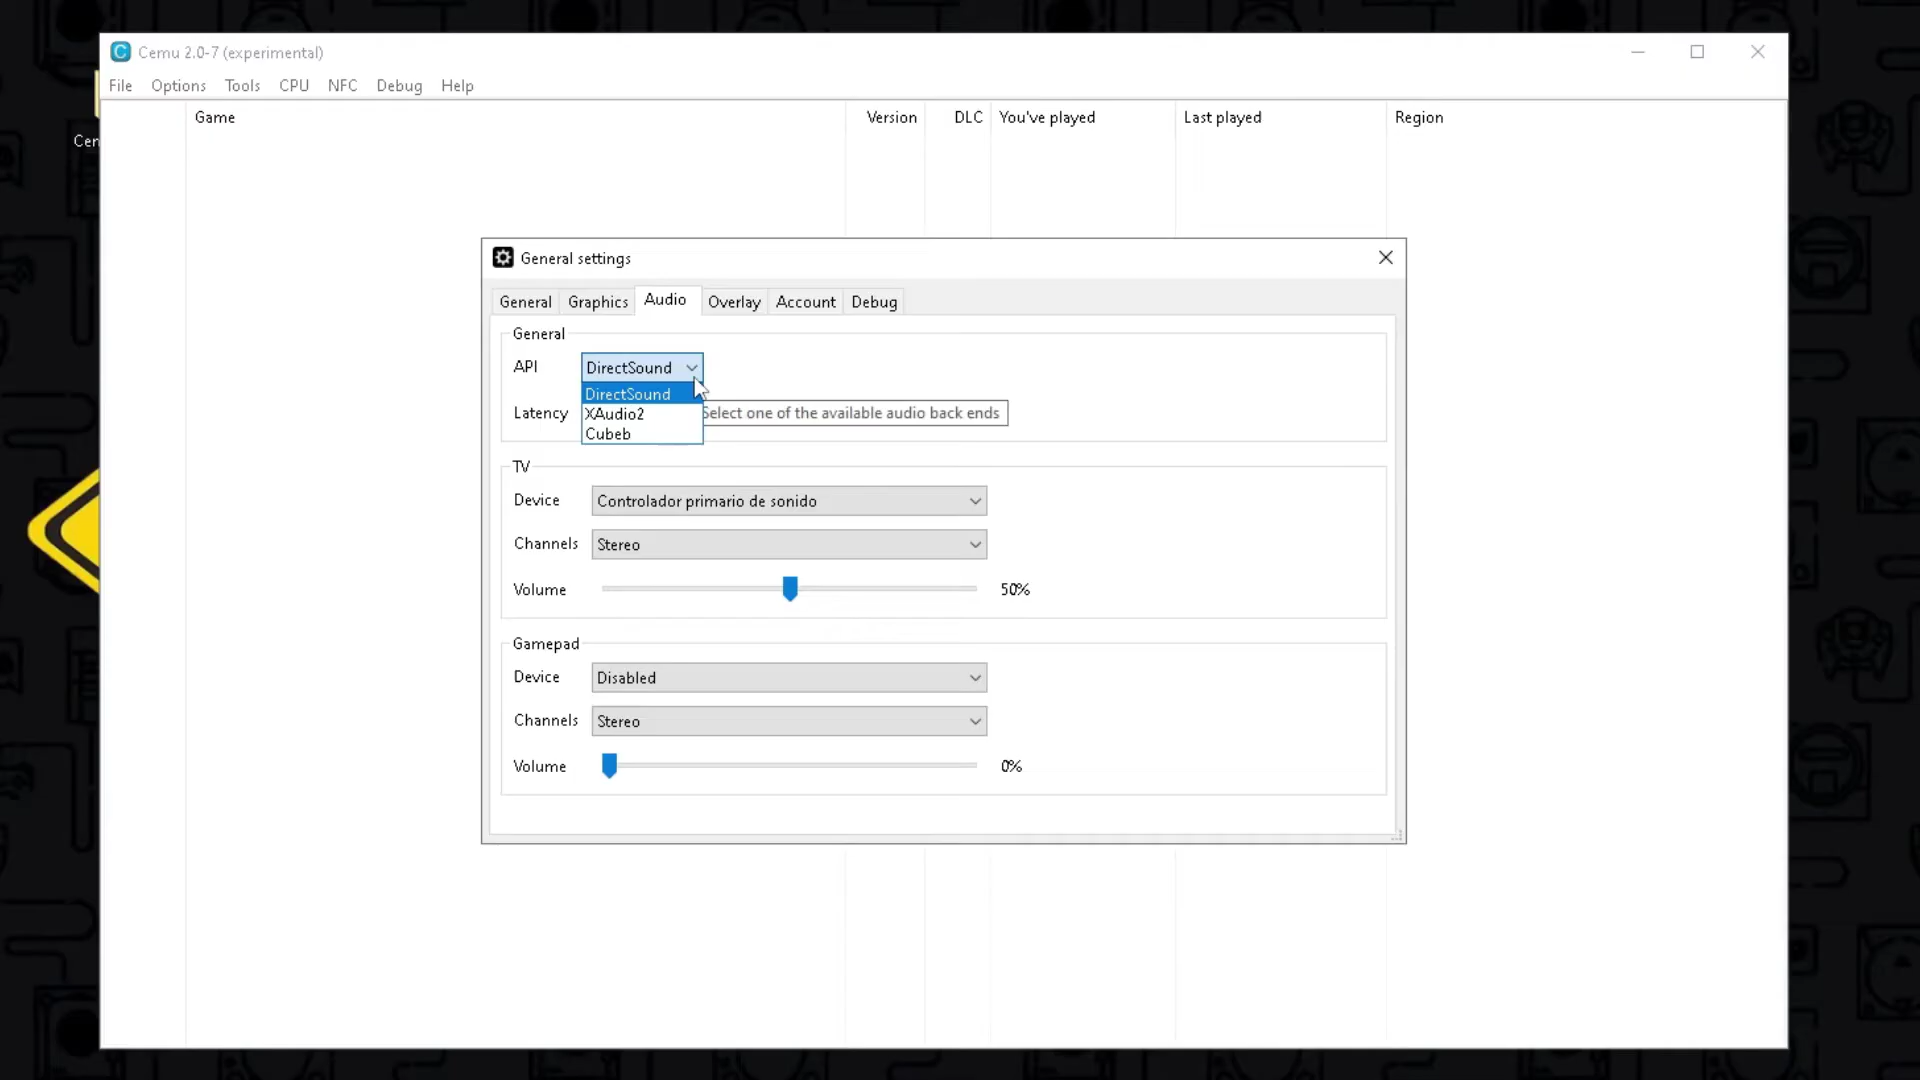 Cemu 2.0-7 (experimental)
File Options Tools CPU NFC Debug Help
Game Version DLC You've played Last played Region
Cen
General settings
General Graphics Audio Overlay Account Debug
General
API DirectSound
DirectSound
XAudio2
Cubeb
Latency
Select one of the available audio back ends
TV
Device Controlador primario de sonido
Channels Stereo
Volume 50%
Gamepad
Device Disabled
Channels Stereo
Volume 0%